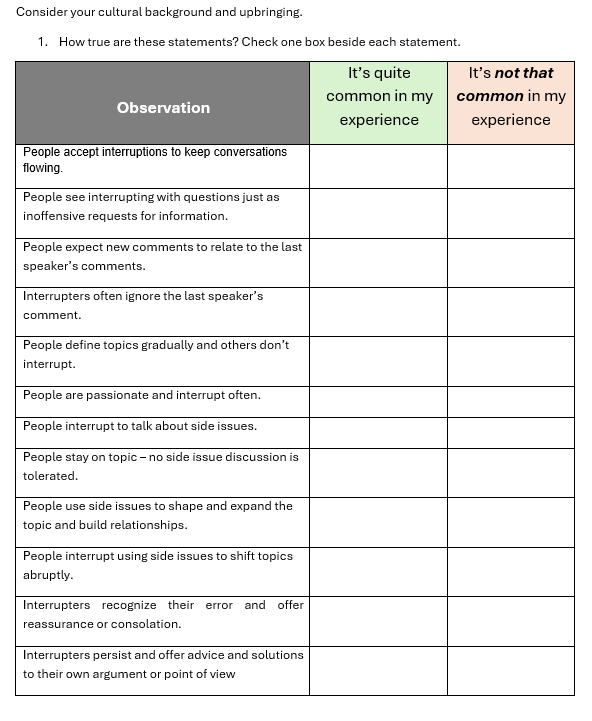 Consider your cultural background and upbringing.
1. How true are these statements? Check one box beside each statement.
Observation
It's quite
common in my
experience
It's not that
common in my
experience
People accept interruptions to keep conversations
flowing.
People see interrupting with questions just as
inoffensive requests for information.
People expect new comments to relate to the last
speaker's comments.
Interrupters often ignore the last speaker's
comment.
People define topics gradually and others don't
interrupt.
People are passionate and interrupt often.
People interrupt to talk about side issues.
People stay on topic – no side issue discussion is
tolerated.
People use side issues to shape and expand the
topic and build relationships.
People interrupt using side issues to shift topics
abruptly.
Interrupters recognize their error and offer
reassurance or consolation.
Interrupters persist and offer advice and solutions
to their own argument or point of view